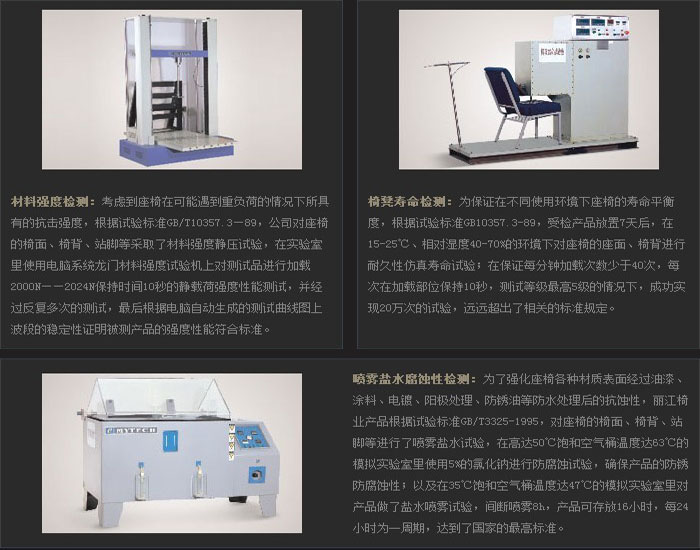 材料强度检测：考虑到座椅在可能遇到重负荷的情况下所具
有的抗击强度，根据试验标准GB/T10357.3—89，公司对座椅
的椅面、椅背、站脚等采取了材料强度静压试验，在实验室
里使用电脑系统龙门材料强度试验机上对测试品进行加载
2000N——2024N保持时间10秒的静载荷强度性能测试，并经
过反复多次的测试，最后根据电脑自动生成的测试曲线图上
波段的稳定性证明被测产品的强度性能符合标准。
椅凳寿命检测：为保证在不同使用环境下座椅的寿命平衡
度，根据试验标准GB10357.3-89，受检产品放置7天后，在
15-25℃、相对湿度40-70%的环境下对座椅的座面、椅背进行
耐久性仿真寿命试验；在保证每分钟加载次数少于40次，每
次在加载部位保持10秒，测试等级最高5级的情况下，成功实
现20万次的试验，远远超出了相关的标准规定。
MYTECH
喷雾盐水腐蚀性检测：为了强化座椅各种材质表面经过油漆、
涂料、电镀、阳极处理、防锈油等防水处理后的抗蚀性，丽江椅
业产品根据试验标准GB/T3325-1995，对座椅的椅面、椅背、站
脚等进行了喷雾盐水试验，在高达50℃饱和空气桶温度达63℃的
模拟实验室里使用5%的氯化钠进行防腐蚀试验，确保产品的防锈
防腐蚀性；以及在35℃饱和空气桶温度达47℃的模拟实验室里对
产品做了盐水喷雾试验，间断喷雾8h，产品可存放16小时，每24
小时为一周期，达到了国家的最高标准。